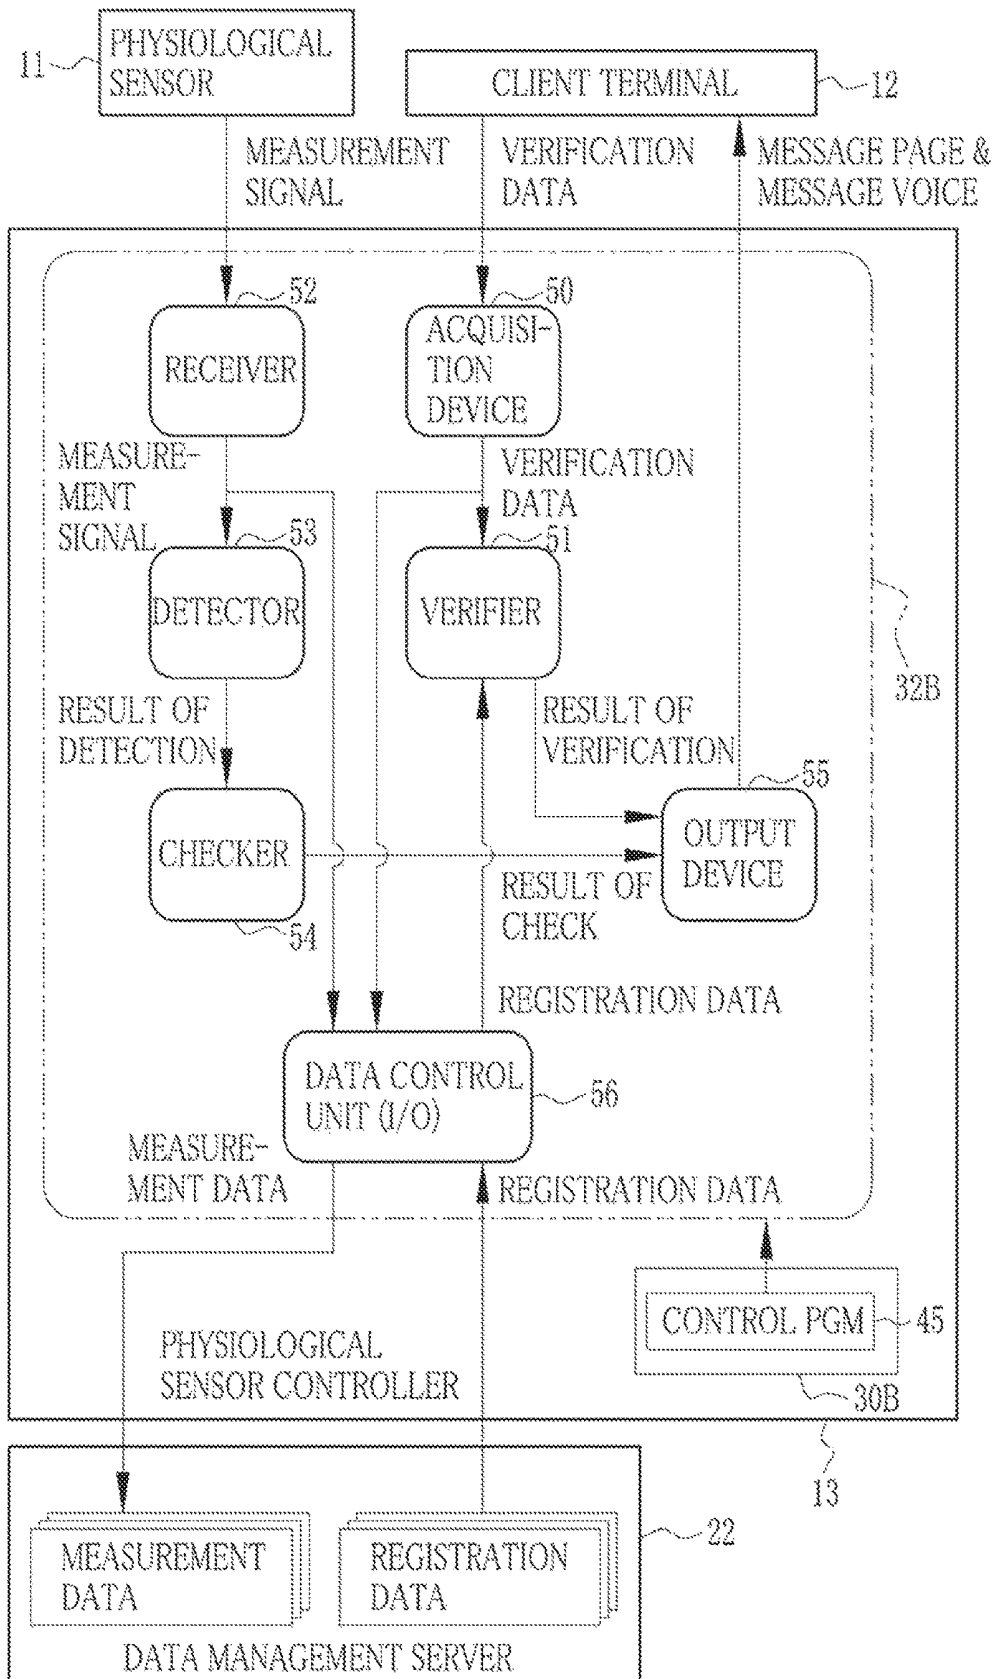 PHYSIOLOGICAL
SENSOR
11
CLIENT TERMINAL
12
MEASUREMENT
SIGNAL
VERIFICATION
DATA
MESSAGE PAGE &
MESSAGE VOICE
52
RECEIVER
50
ACQUISI-
TION
DEVICE
MEASURE-
MENT
SIGNAL
VERIFICATION
DATA
53
DETECTOR
51
VERIFIER
32B
RESULT OF
DETECTION
RESULT OF
VERIFICATION
55
CHECKER
54
OUTPUT
DEVICE
RESULT OF
CHECK
REGISTRATION DATA
DATA CONTROL
UNIT (I/O)
56
MEASURE-
MENT DATA
REGISTRATION DATA
CONTROL PGM
45
30B
PHYSIOLOGICAL
SENSOR CONTROLLER
13
22
MEASUREMENT
DATA
REGISTRATION
DATA
DATA MANAGEMENT SERVER